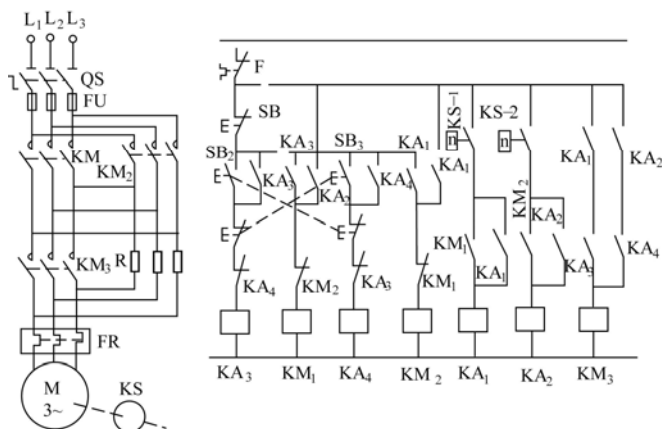 L₁ L₂ L₃
QS
FU
KM
KM₂
KM₃
R
FR
M
3~
KS
F
SB
KS-1
KS-2
n
n
SB₂
KA₃
SB₃
KA₁
KA₃
KA₂
KA₄
KA₁
KA₁
KA₂
KM₂
KA₂
KM₁
KA₁
KA₃
KA₄
KA₄
KM₂
KA₃
KM₁
KA₃ KM₁ KA₄ KM₂ KA₁ KA₂ KM₃